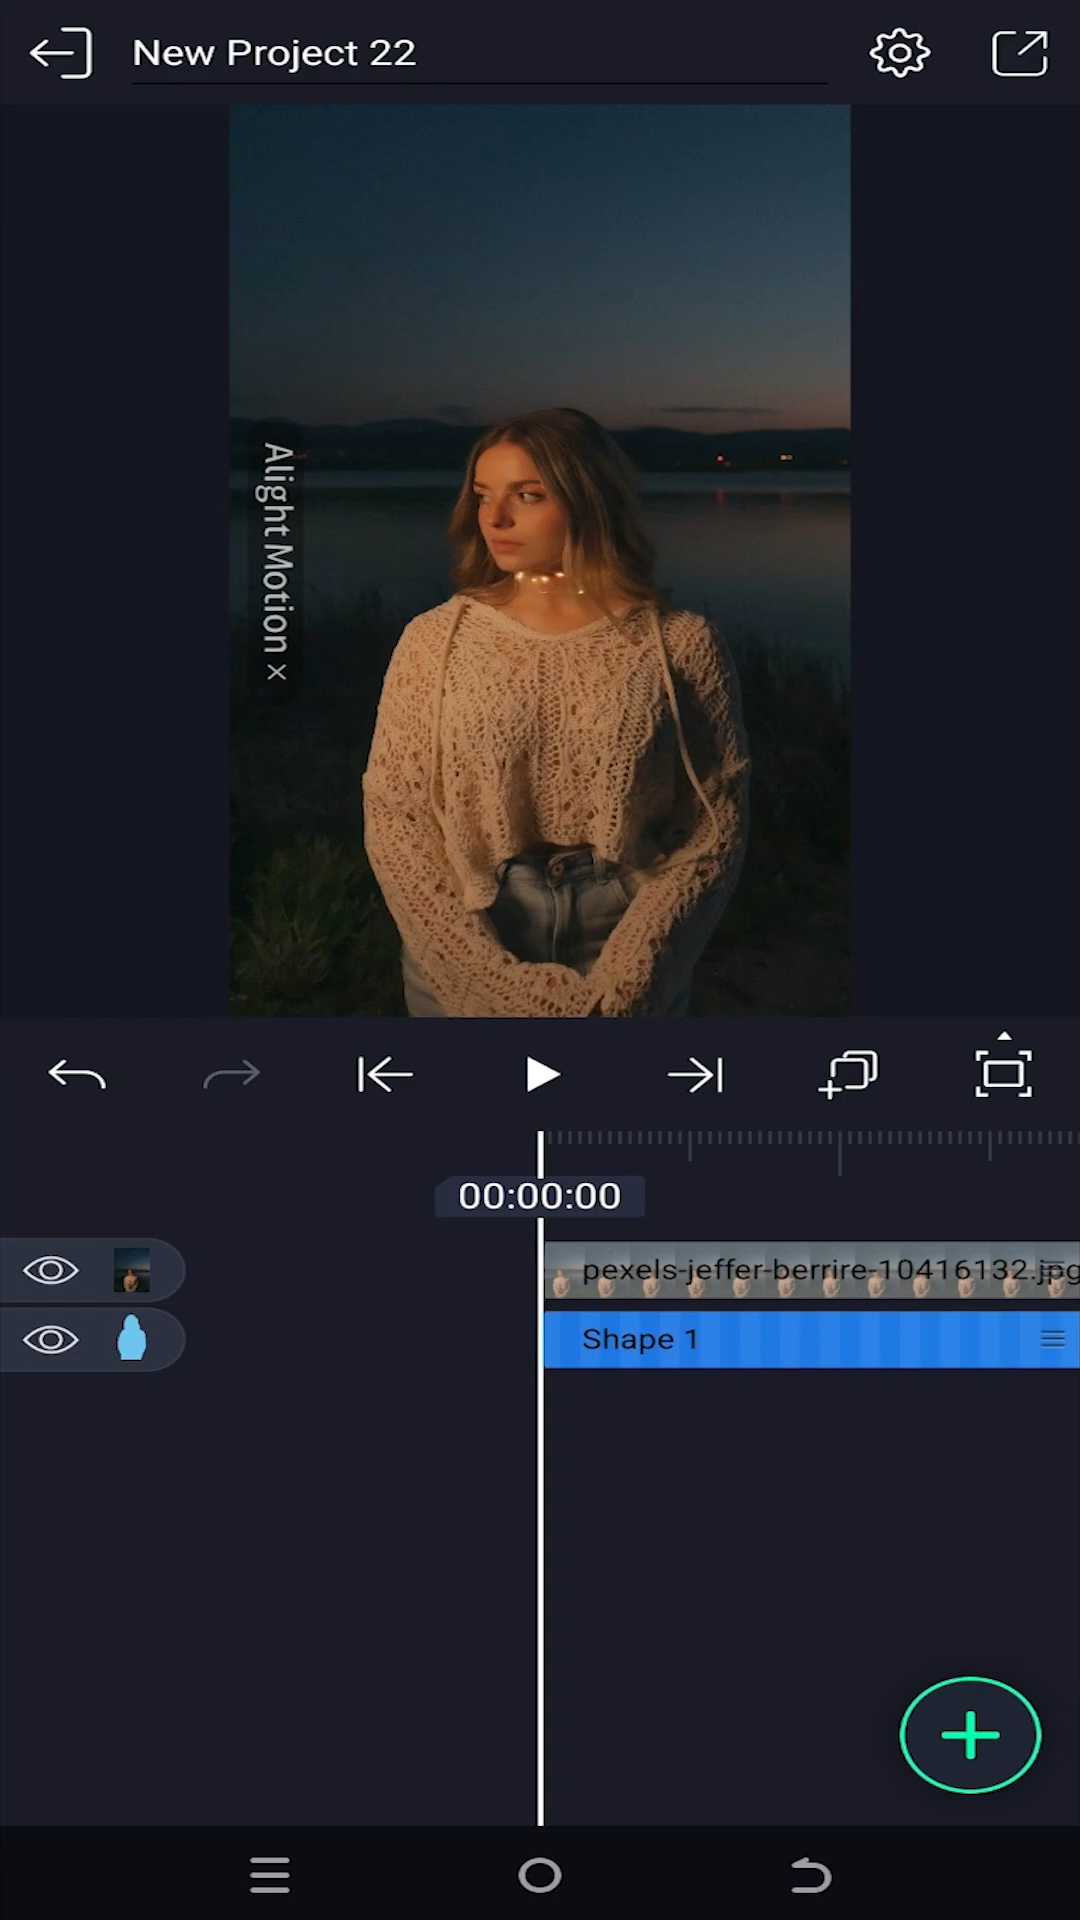 New Project 22
Alight Motion ×
00:00:00
pexels-jeffer-berrire-10416132.jpg
Shape 1